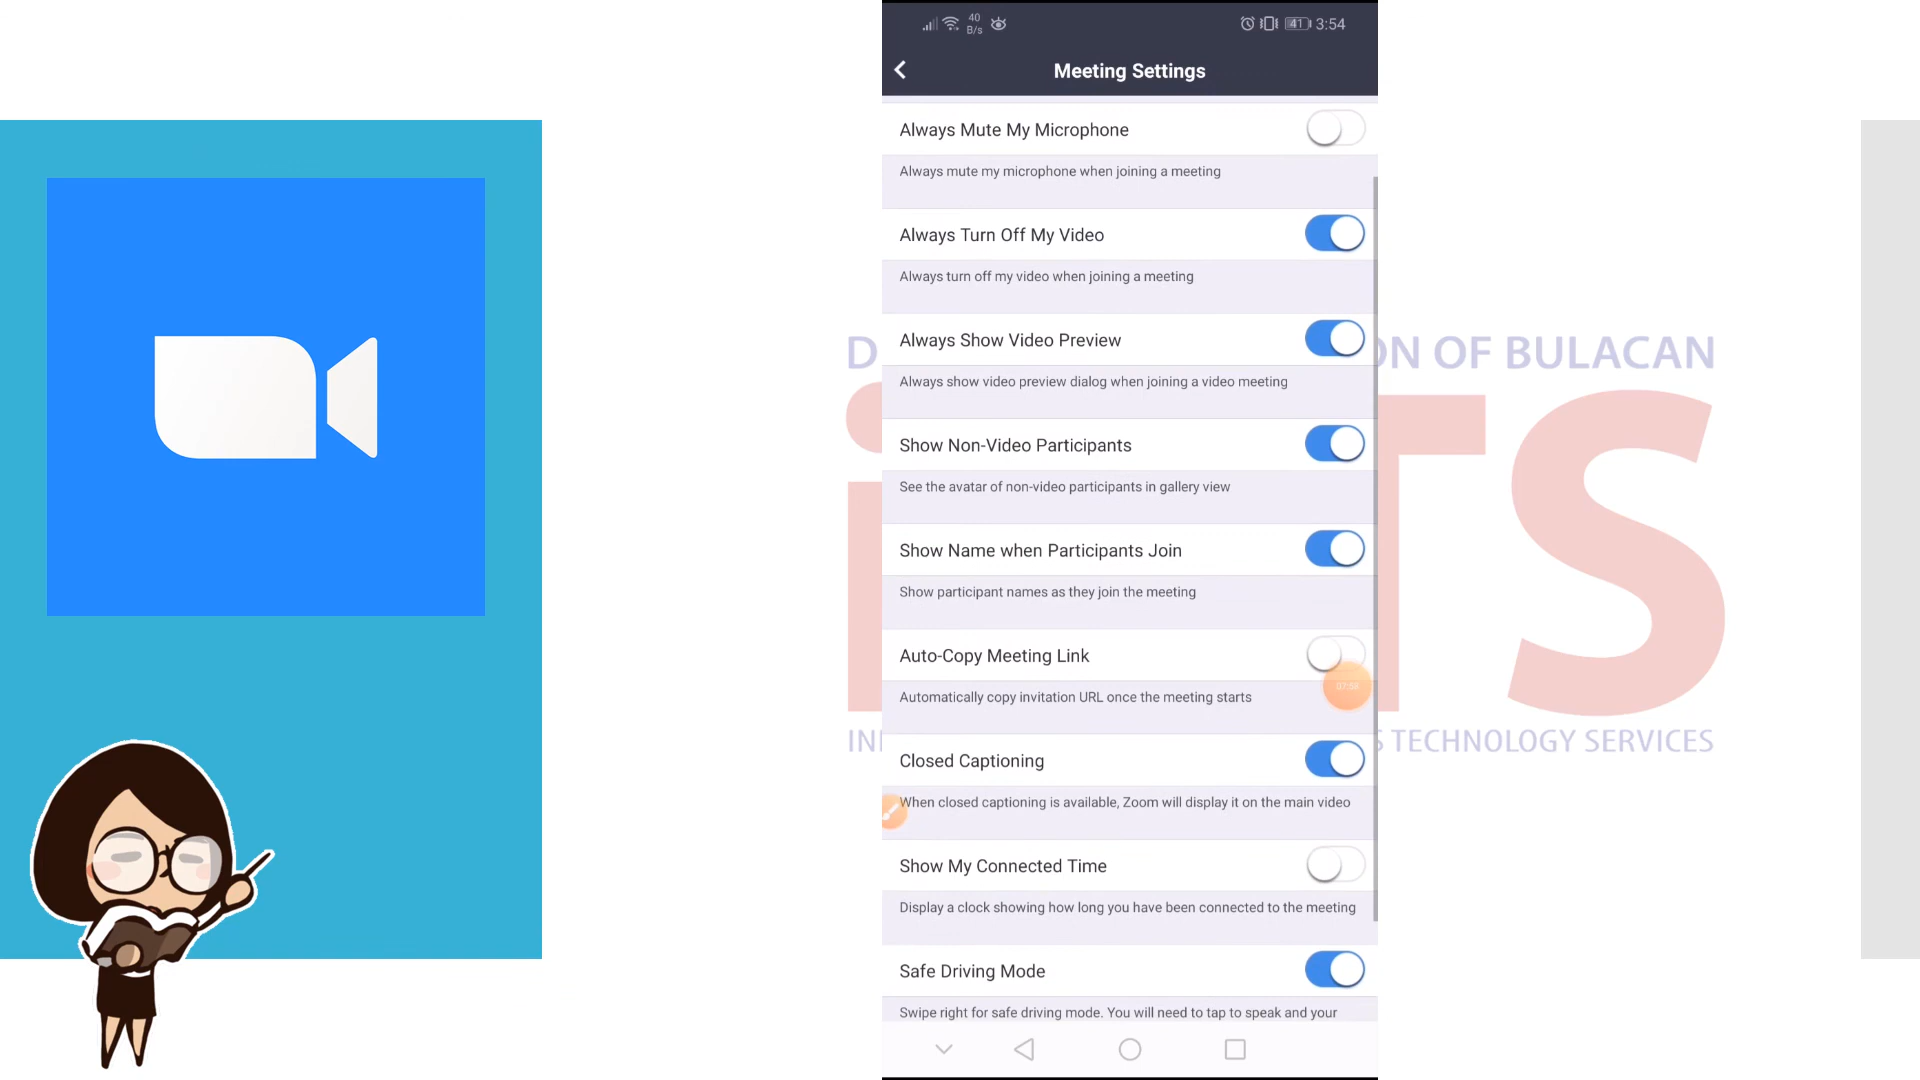 40
B/s
41
3:54
Meeting Settings
Always Mute My Microphone
Always mute my microphone when joining a meeting
Always Turn Off My Video
Always turn off my video when joining a meeting
Always Show Video Preview
Always show video preview dialog when joining a video meeting
Show Non-Video Participants
See the avatar of non-video participants in gallery view
Show Name when Participants Join
Show participant names as they join the meeting
Auto-Copy Meeting Link
Automatically copy invitation URL once the meeting starts
Closed Captioning
When closed captioning is available, Zoom will display it on the main video
Show My Connected Time
Display a clock showing how long you have been connected to the meeting
Safe Driving Mode
Swipe right for safe driving mode. You will need to tap to speak and your
D
ON OF BULACAN
TS
TECHNOLOGY SERVICES